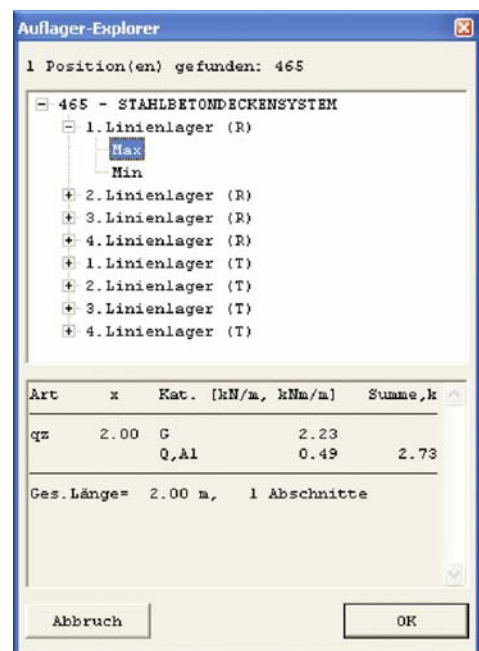 Auflager-Explorer
1 Position(en) gefunden: 465
465 - STAHLBETONDECKENSYSTEM
1.Linienlager (R)
Max
Min
2.Linienlager (R)
3.Linienlager (R)
4.Linienlager (R)
1.Linienlager (T)
2.Linienlager (T)
3.Linienlager (T)
4.Linienlager (T)
Art x Kat. [kN/m, kNm/m] Summe,k
qz 2.00 G 2.23
Q,A1 0.49 2.73
Ges.Länge= 2.00 m, 1 Abschnitte
Abbruch OK